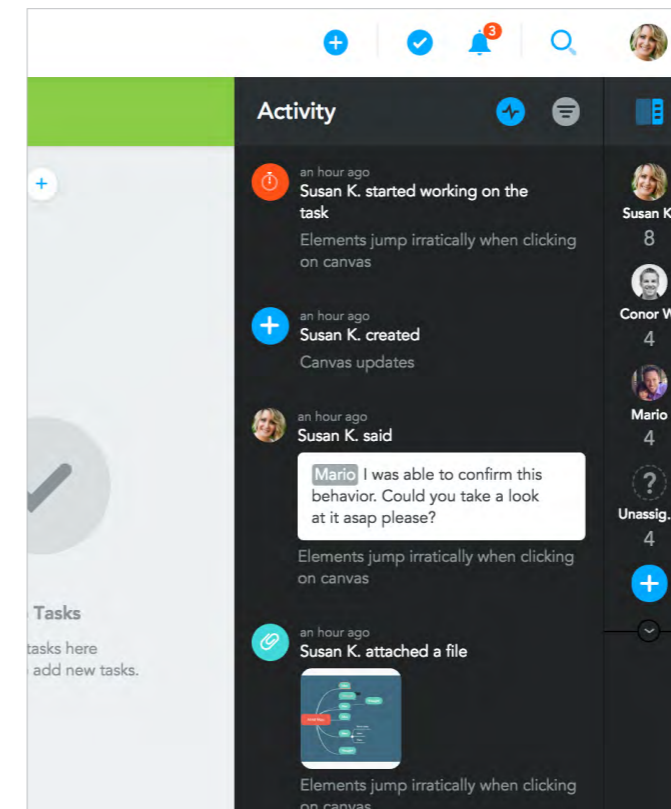 3
Activity
an hour ago
Susan K. started working on the
task
Elements jump irratically when clicking
on canvas
an hour ago
Susan K. created
Canvas updates
an hour ago
Susan K. said
Mario I was able to confirm this
behavior. Could you take a look
at it asap please?
Elements jump irratically when clicking
on canvas
an hour ago
Susan K. attached a file
Elements jump irratically when clicking
on canvas
Susan K
8
Conor W
4
Mario
4
?
Unassig.
4
Tasks
tasks here
add new tasks.